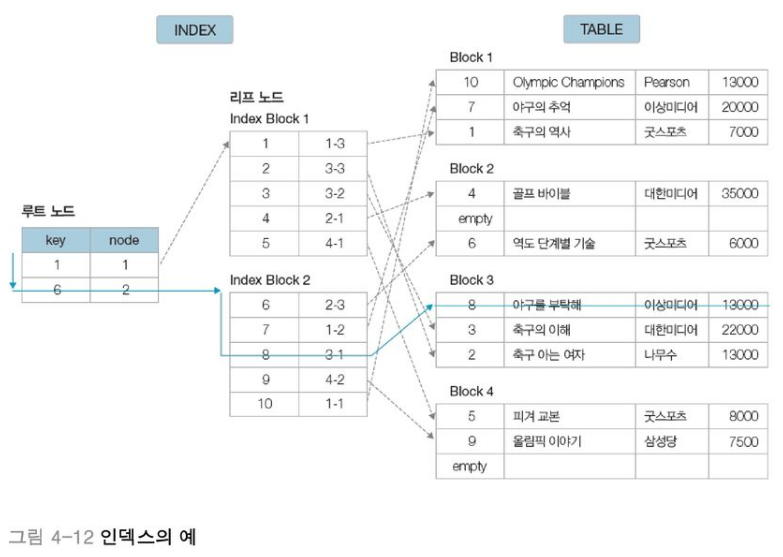 INDEX
TABLE
루트 노드
key node
1 1
6 2
리프 노드
Index Block 1
1 1-3
2 3-3
3 3-2
4 2-1
5 4-1
Index Block 2
6 2-3
7 1-2
8 3-1
9 4-2
10 1-1
Block 1
10 Olympic Champions Pearson 13000
7 야구의 추억 이상미디어 20000
1 축구의 역사 굿스포츠 7000
Block 2
4 골프 바이블 대한미디어 35000
empty
6 역도 단계별 기술 굿스포츠 6000
Block 3
8 야구를 부탁해 이상미디어 13000
3 축구의 이해 대한미디어 22000
2 축구 아는 여자 나무수 13000
Block 4
5 피겨 교본 굿스포츠 8000
9 올림픽 이야기 삼성당 7500
empty
그림 4-12 인덱스의 예